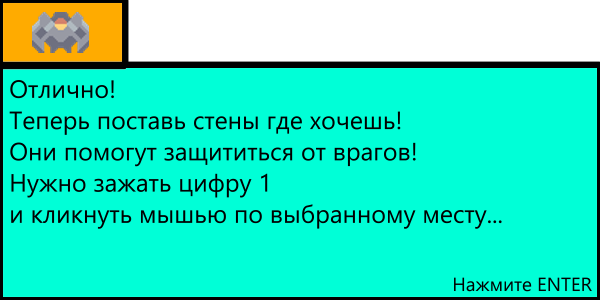 Отлично!
Теперь поставь стены где хочешь!
Они помогут защититься от врагов!
Нужно зажать цифру 1
и кликнуть мышью по выбранному месту...
Нажмите ENTER